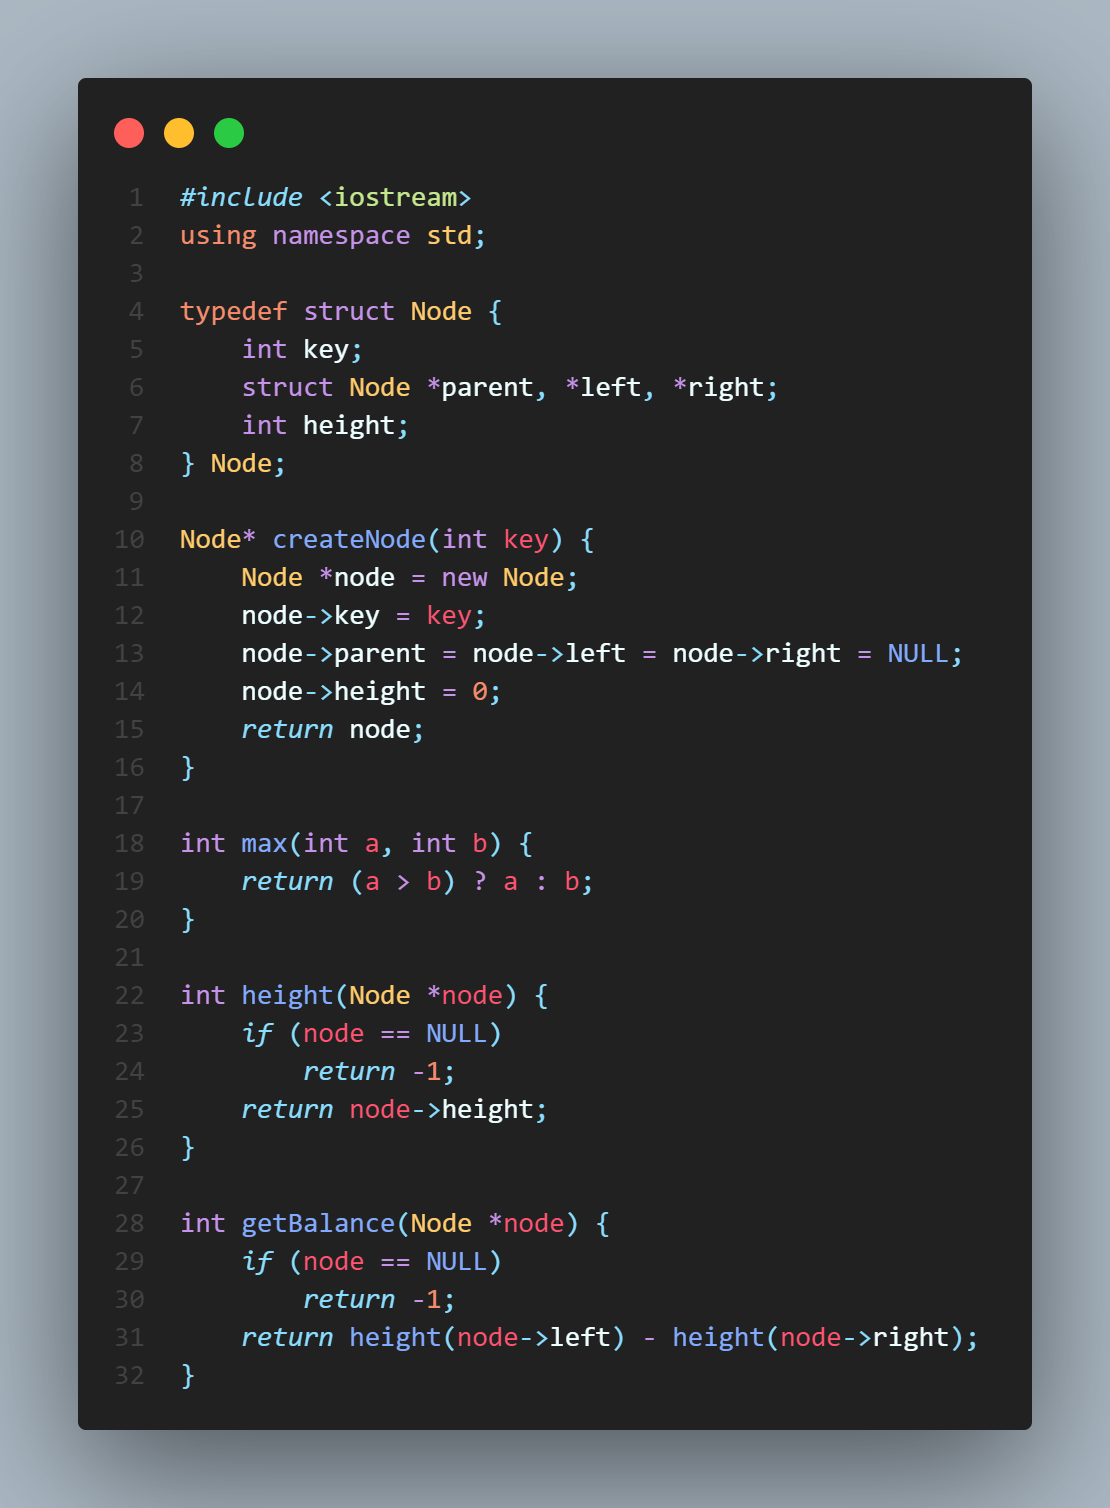 1 #include <iostream>
2 using namespace std;
3
4 typedef struct Node {
5     int key;
6     struct Node *parent, *left, *right;
7     int height;
8 } Node;
9
10 Node* createNode(int key) {
11     Node *node = new Node;
12     node->key = key;
13     node->parent = node->left = node->right = NULL;
14     node->height = 0;
15     return node;
16 }
17
18 int max(int a, int b) {
19     return (a > b) ? a : b;
20 }
21
22 int height(Node *node) {
23     if (node == NULL)
24         return -1;
25     return node->height;
26 }
27
28 int getBalance(Node *node) {
29     if (node == NULL)
30         return -1;
31     return height(node->left) - height(node->right);
32 }